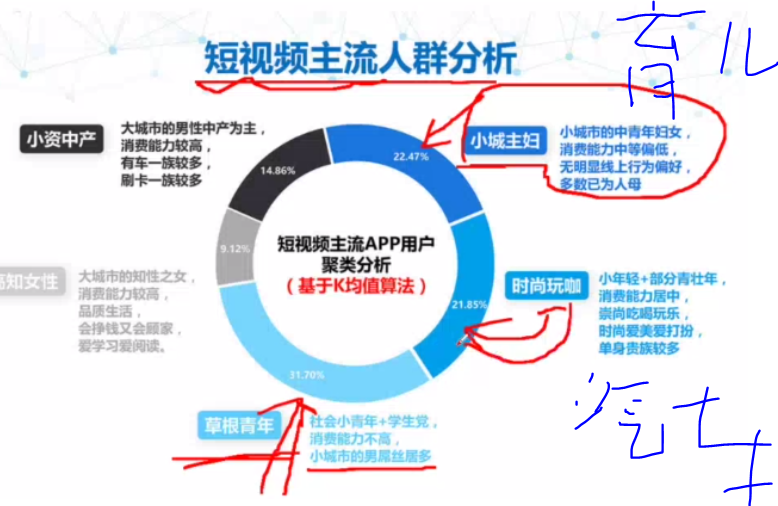 短视频主流人群分析
育儿
小资中产
大城市的男性中产为主，
消费能力较高，
有车一族较多，
刷卡一族较多
14.86%
22.47%
小城主妇
小城市的中青年妇女，
消费能力中等偏低，
无明显线上行为偏好，
多数已为人母
9.12%
短视频主流APP用户
聚类分析
（基于K均值算法）
知女性
大城市的知性之女，
消费能力较高，
品质生活，
会挣钱又会顾家，
爱学习爱阅读。
21.85%
时尚玩咖
小年轻+部分青壮年，
消费能力居中，
崇尚吃喝玩乐，
时尚爱美爱打扮，
单身贵族较多
31.70%
草根青年
社会小青年+学生党，
消费能力不高，
小城市的男屌丝居多